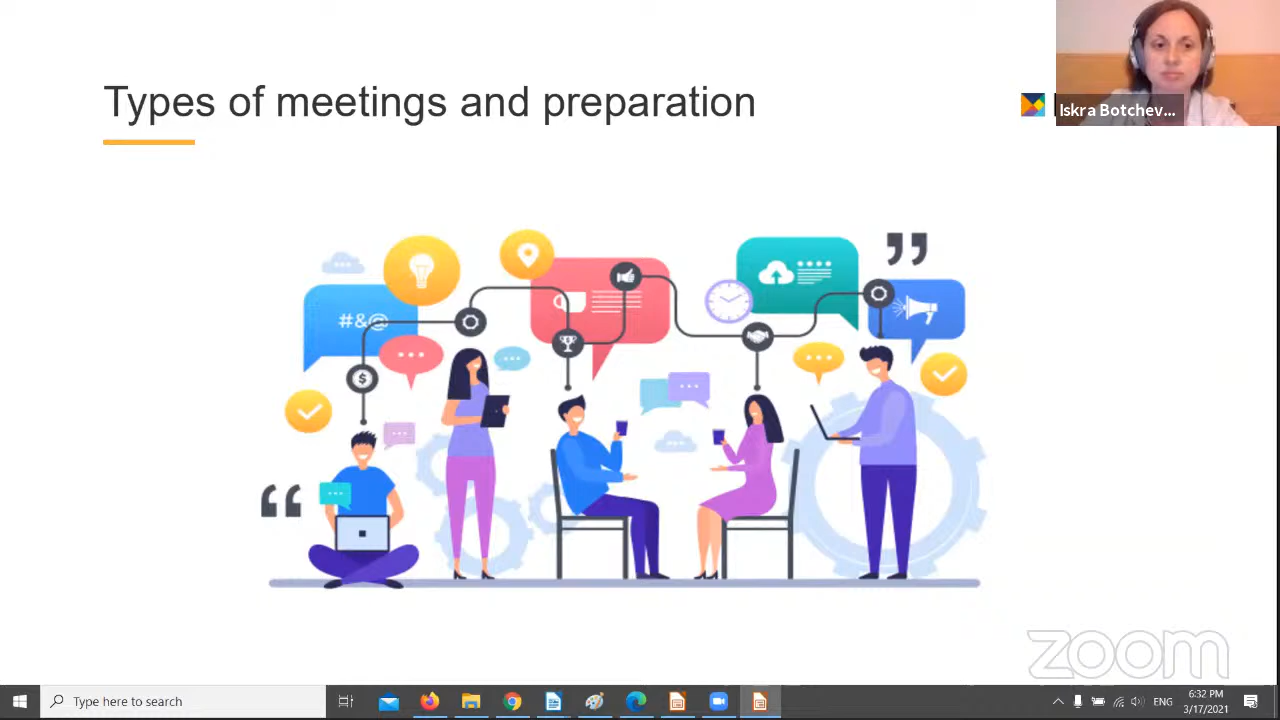 Types of meetings and preparation
Iskra Botchev...
#&@
zoom
Type here to search
ENG
6:32 PM
3/17/2021